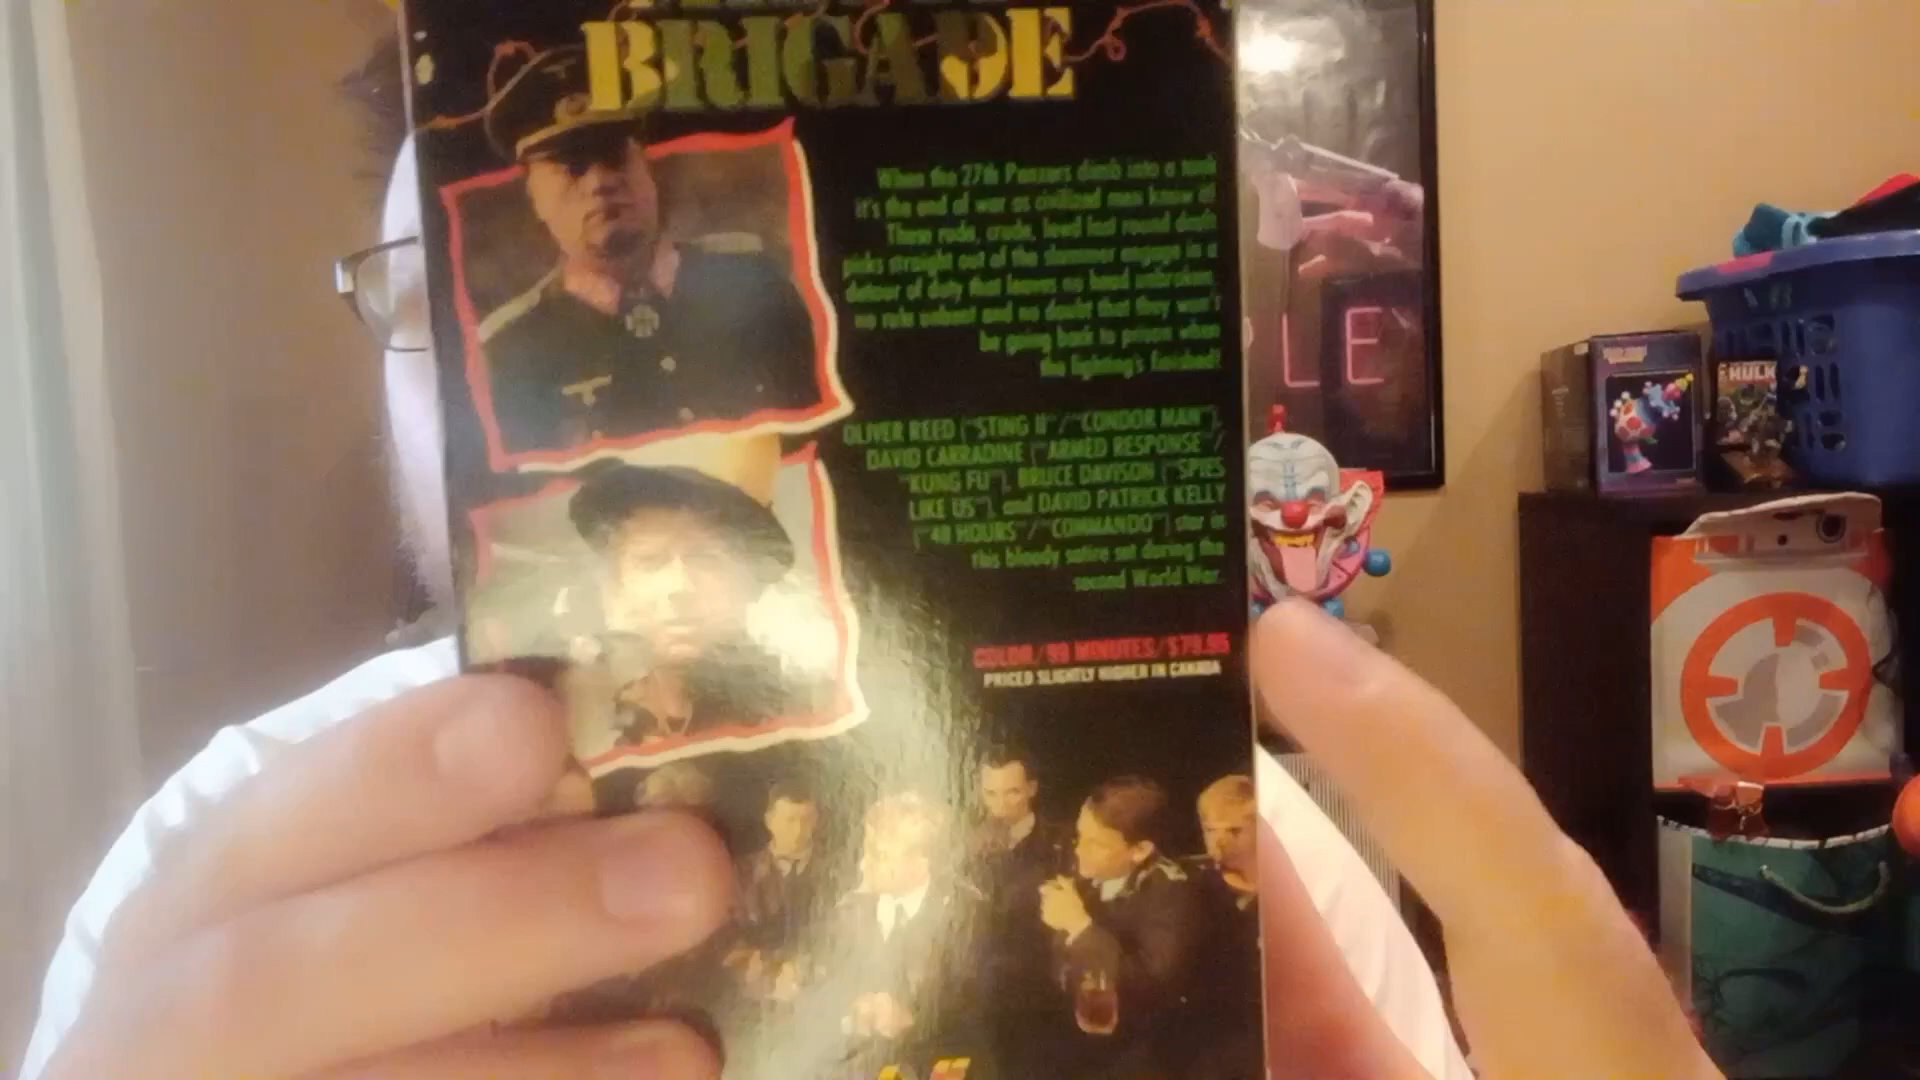 BRIGADE
When the 27th Panzers climb into a tank
it's the end of war as civilized men know it!
These rude, crude, lewd last round draft
picks straight out of the slammer engage in a
detour of duty that leaves no head unbroken,
no rule unbent and no doubt that they won't
be going back to prison when
the fighting's finished!
OLIVER REED ("STING II"/"CONDOR MAN"),
DAVID CARRADINE ("ARMED RESPONSE"/
"KUNG FU"), BRUCE DAVISON ("SPIES
LIKE US"), and DAVID PATRICK KELLY
("48 HOURS"/"COMMANDO") star in
this bloody satire set during the
second World War.
COLOR/99 MINUTES/$79.95
PRICED SLIGHTLY HIGHER IN CANADA
LE
HULK